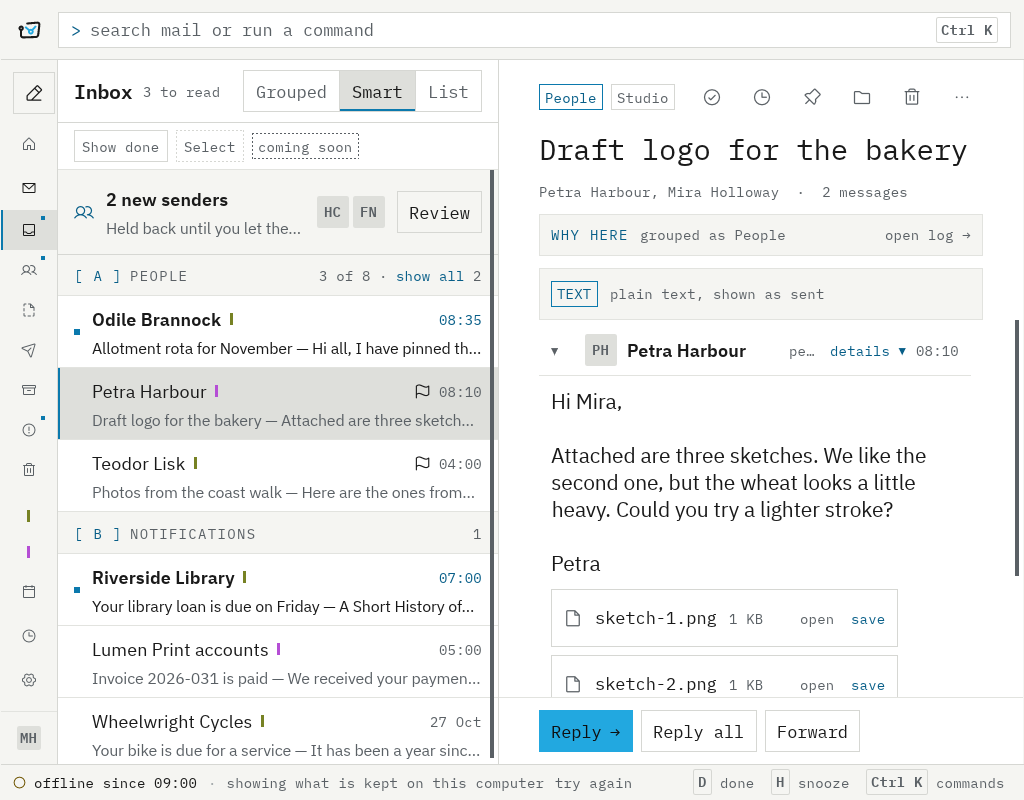 > search mail or run a command Ctrl K
Inbox 3 to read Grouped Smart List
Show done Select coming soon
2 new senders
Held back until you let the... HC FN Review
[ A ] PEOPLE 3 of 8 · show all 2
Odile Brannock 08:35
Allotment rota for November — Hi all, I have pinned th...
Petra Harbour 08:10
Draft logo for the bakery — Attached are three sketch...
Teodor Lisk 04:00
Photos from the coast walk — Here are the ones from...
[ B ] NOTIFICATIONS 1
Riverside Library 07:00
Your library loan is due on Friday — A Short History of...
Lumen Print accounts 05:00
Invoice 2026-031 is paid — We received your paymen...
Wheelwright Cycles 27 Oct
Your bike is due for a service — It has been a year sinc...
MH
People Studio ...
Draft logo for the bakery
Petra Harbour, Mira Holloway · 2 messages
WHY HERE grouped as People open log →
TEXT plain text, shown as sent
▼ PH Petra Harbour pe… details ▼ 08:10
Hi Mira,
Attached are three sketches. We like the
second one, but the wheat looks a little
heavy. Could you try a lighter stroke?
Petra
sketch-1.png 1 KB open save
sketch-2.png 1 KB open save
Reply → Reply all Forward
offline since 09:00 · showing what is kept on this computer try again D done H snooze Ctrl K commands